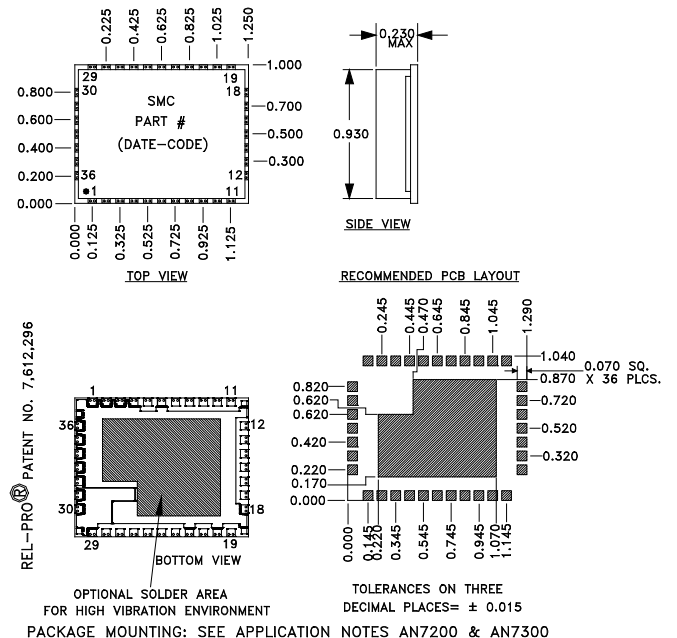 0.225 0.425 0.625 0.825 1.025 1.250
0.230
MAX
1.000
29 19
30 18
0.800
0.700
SMC
PART #
(DATE-CODE)
0.600
0.500
0.400
0.300
0.930
0.200
36 12
1 11
0.000
0.000 0.125 0.325 0.525 0.725 0.925 1.125
TOP VIEW
SIDE VIEW
RECOMMENDED PCB LAYOUT
REL-PRO® PATENT NO. 7,612,296
1 11
36 12
30 18
29 19
BOTTOM VIEW
OPTIONAL SOLDER AREA
FOR HIGH VIBRATION ENVIRONMENT
0.245 0.445 0.470 0.645 0.845 1.045 1.290
1.040
0.070 SQ.
X 36 PLCS.
0.870
0.820
0.720
0.620
0.620
0.520
0.420
0.320
0.220
0.170
0.000
0.000 0.145 0.220 0.345 0.545 0.745 0.945 1.070 1.145
TOLERANCES ON THREE
DECIMAL PLACES= ± 0.015
PACKAGE MOUNTING: SEE APPLICATION NOTES AN7200 & AN7300